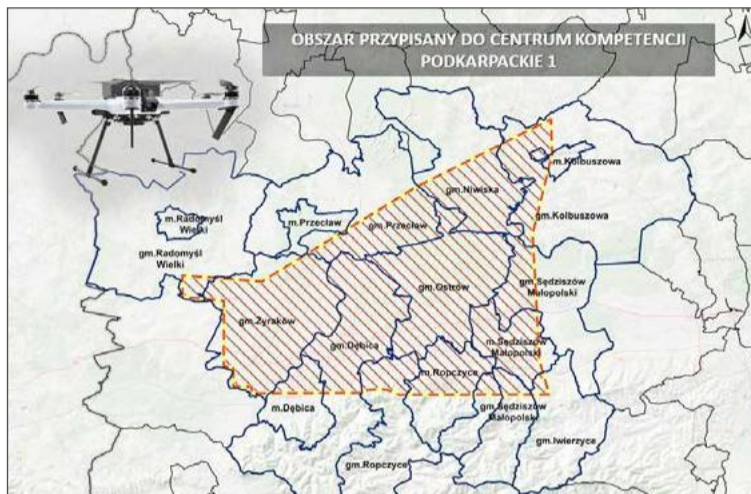 OBSZAR PRZYPISANY DO CENTRUM KOMPETENCJI
PODKARPACKIE 1
m.Kolbuszowa
gm.Niwiska
m.Radomyśl
Wielki
m.Przecław
gm.Przecław
gm.Kolbuszowa
gm.Radomyśl
Wielki
gm.Ostrów
gm.Sędziszów
Małopolski
gm.Żyraków
gm.Dębica
m.Sędziszów
Małopolski
m.Ropczyce
m.Dębica
gm.Sędziszów
Małopolski
gm.Iwierzyce
gm.Ropczyce